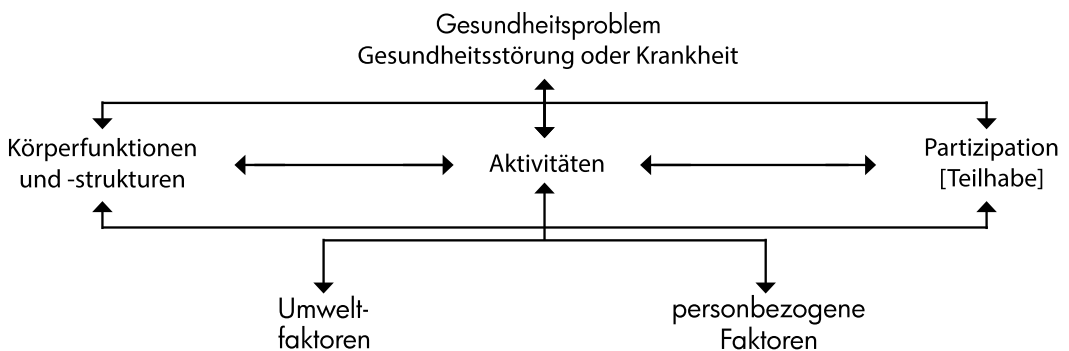 Gesundheitsproblem
Gesundheitsstörung oder Krankheit
Körperfunktionen
und -strukturen
Aktivitäten
Partizipation
[Teilhabe]
Umwelt-
faktoren
personbezogene
Faktoren